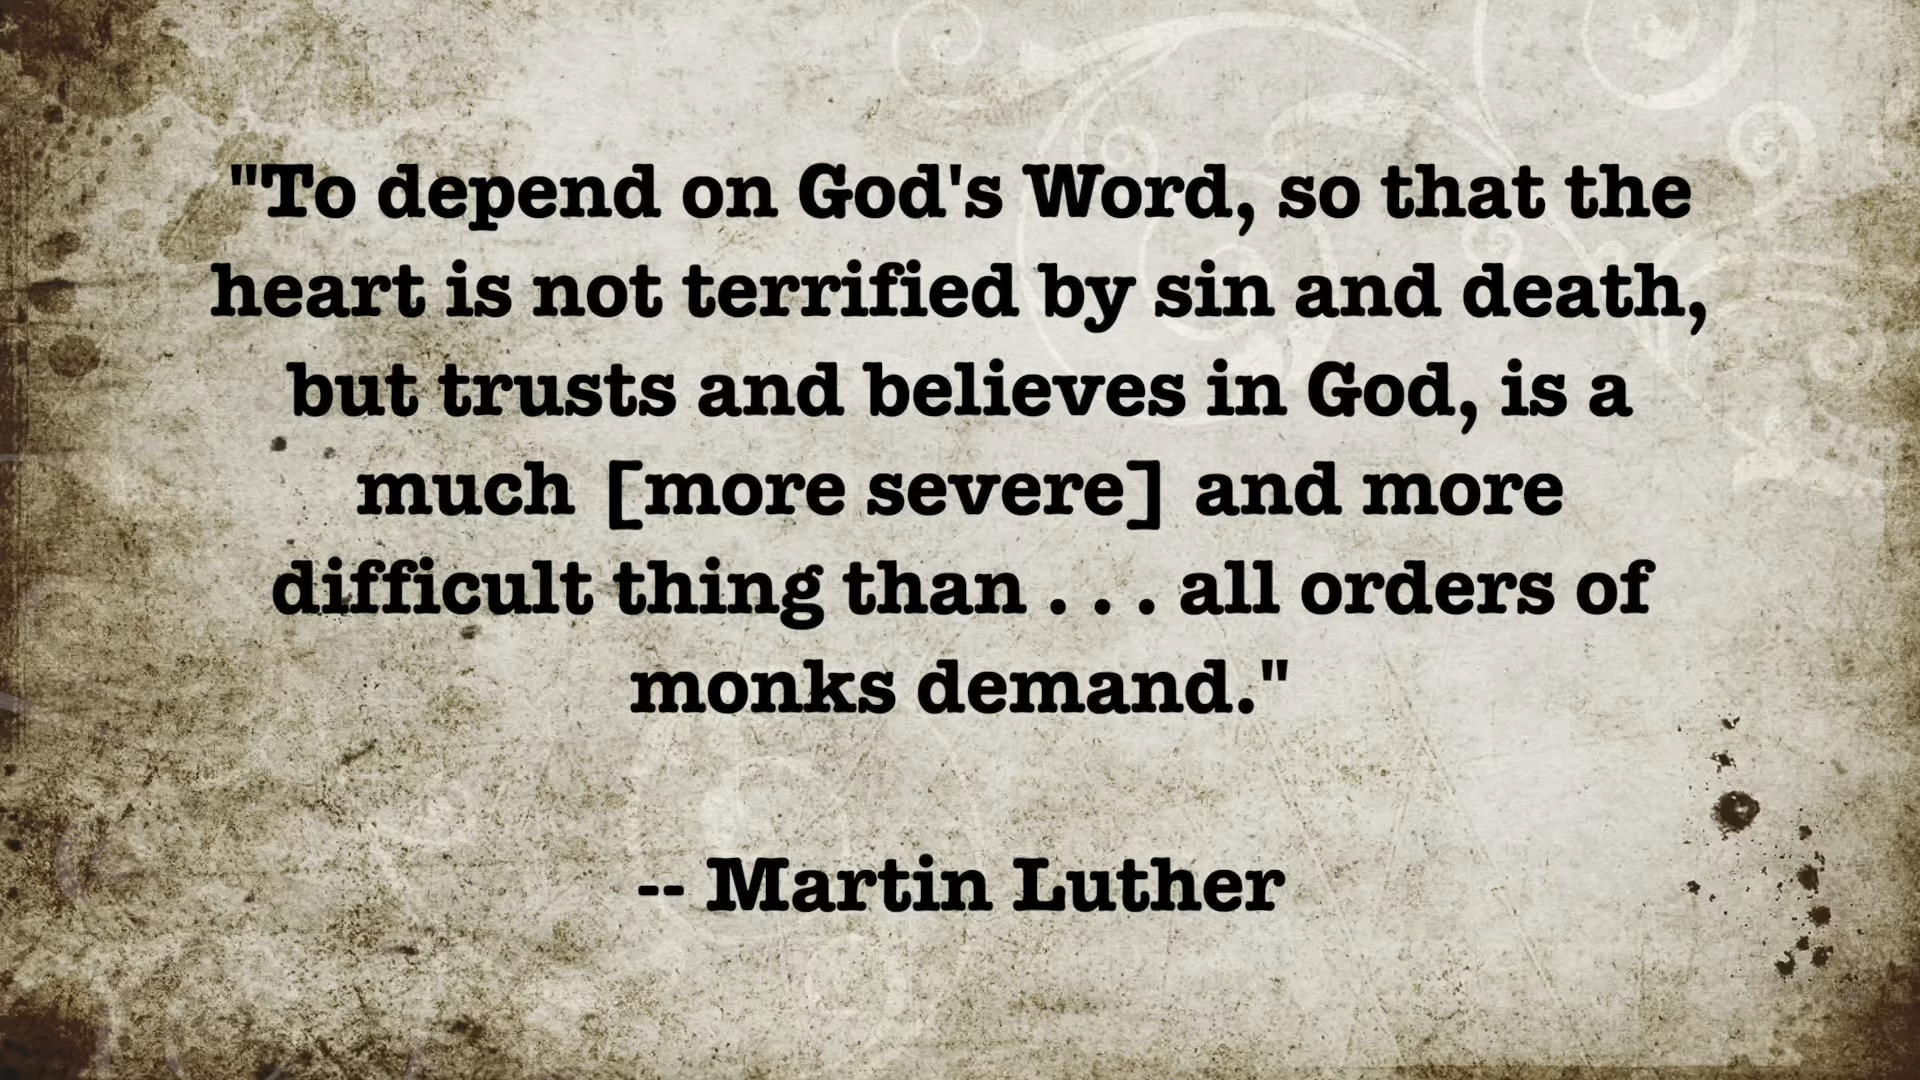 "To depend on God's Word, so that the
heart is not terrified by sin and death,
but trusts and believes in God, is a
much [more severe] and more
difficult thing than . . . all orders of
monks demand."
-- Martin Luther